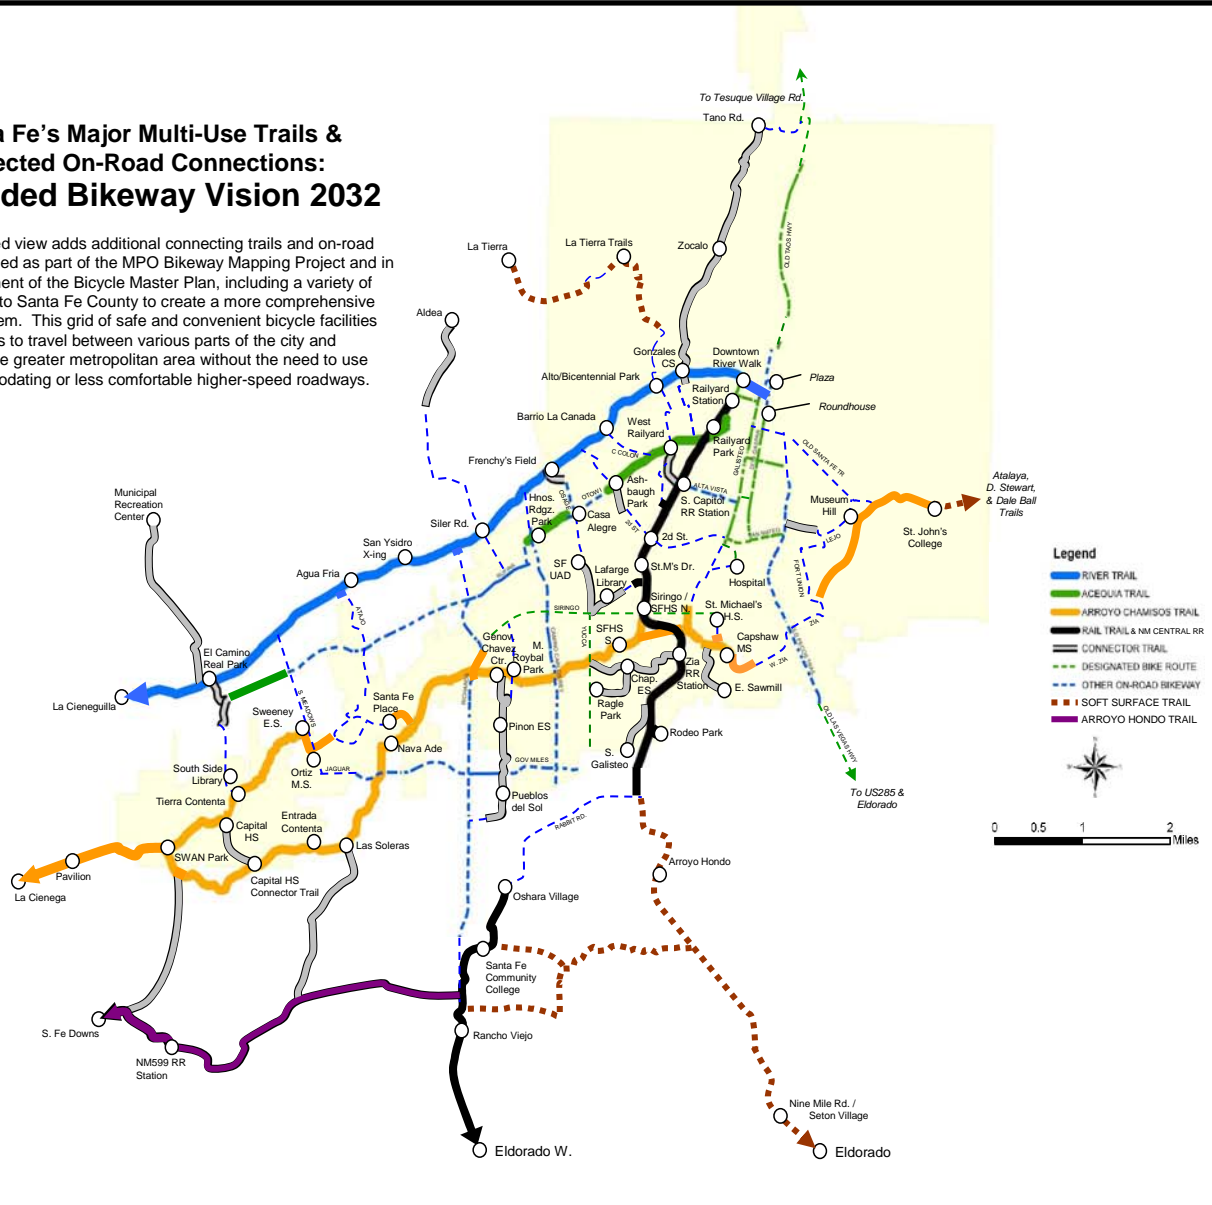 a Fe’s Major Multi-Use Trails &
ected On-Road Connections:
ded Bikeway Vision 2032
ed view adds additional connecting trails and on-road
ed as part of the MPO Bikeway Mapping Project and in
ent of the Bicycle Master Plan, including a variety of
to Santa Fe County to create a more comprehensive
em.  This grid of safe and convenient bicycle facilities
s to travel between various parts of the city and
e greater metropolitan area without the need to use
odating or less comfortable higher-speed roadways.
To Tesuque Village Rd.
Tano Rd.
OLD TAOS HWY
La Tierra
La Tierra Trails
Zocalo
Aldea
Gonzales
CS
Downtown
River Walk
Alto/Bicentennial Park
Plaza
Railyard
Station
Roundhouse
Barrio La Canada
West
Railyard
Railyard
Park
GALISTEO
OLD SANTA FE TR
C COLON
Frenchy's Field
Ash-
baugh
Park
OTOWI
ALTA VISTA
S. Capitol
RR Station
Hnos.
Rdgz.
Park
Casa
Alegre
2d ST
Museum
Hill
St. John's
College
Atalaya,
D. Stewart,
& Dale Ball
Trails
Municipal
Recreation
Center
Siler Rd.
San Ysidro
X-ing
2d St.
LEJO
Agua Fria
SF
UAD
Lafarge
Library
St.M's Dr.
Hospital
FORT UNION
ATAJO
SIRINGO
Siringo /
SFHS N.
St. Michael's
H.S.
ZIA
YUCCA
SFHS
S.
Genov.
Chavez
Ctr.
M.
Roybal
Park
Capshaw
MS
W. ZIA
El Camino
Real Park
Zia
RR
Station
Chap.
ES
E. Sawmill
Ragle
Park
La Cieneguilla
S. MEADOWS
Santa Fe
Place
Sweeney
E.S.
Pinon ES
Rodeo Park
OLD LAS VEGAS HWY
Nava Ade
S.
Galisteo
GOV MILES
South Side
Library
Ortiz
M.S.
JAGUAR
To US285 &
Eldorado
Tierra Contenta
Pueblos
del Sol
RABBIT RD.
Entrada
Contenta
Capital
HS
Las Soleras
SWAN Park
Pavilion
Capital HS
Connector Trail
La Cienega
Arroyo Hondo
Oshara Village
Santa Fe
Community
College
S. Fe Downs
Rancho Viejo
NM599 RR
Station
Nine Mile Rd. /
Seton Village
Eldorado W.
Eldorado
Legend
RIVER TRAIL
ACEQUIA TRAIL
ARROYO CHAMISOS TRAIL
RAIL TRAIL & NM CENTRAL RR
CONNECTOR TRAIL
DESIGNATED BIKE ROUTE
OTHER ON-ROAD BIKEWAY
SOFT SURFACE TRAIL
ARROYO HONDO TRAIL
0 0.5 1 2
Miles